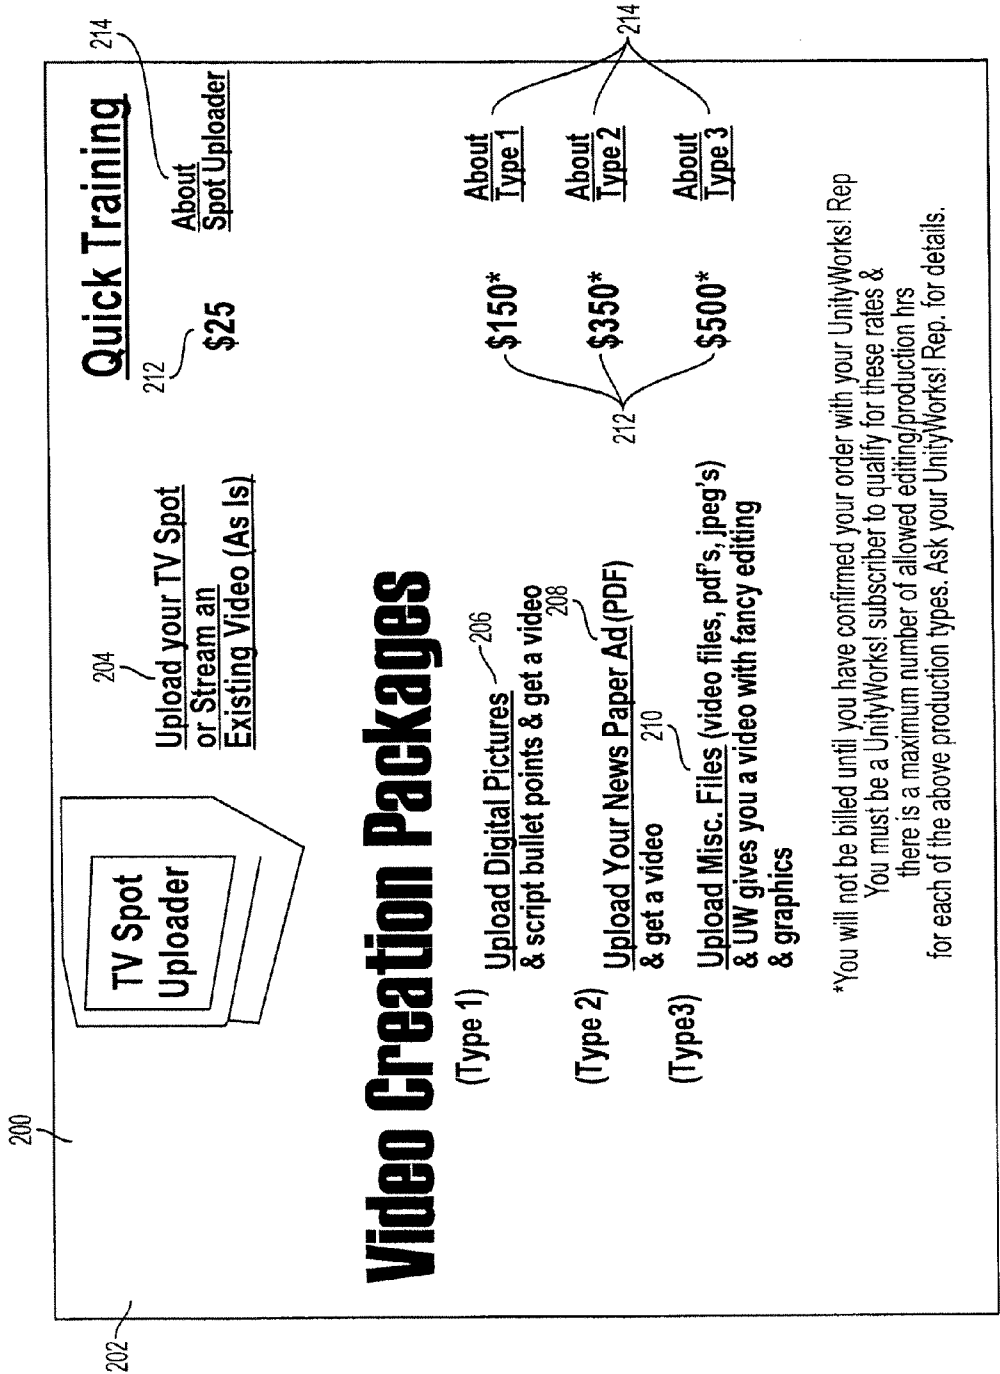 200
202
TV Spot
Uploader
204
Upload your TV Spot
or Stream an
Existing Video (As Is)
Quick Training
212
$25
214
About
Spot Uploader
Video Creation Packages
(Type 1)
Upload Digital Pictures
206
& script bullet points & get a video
$150*
About
Type 1
(Type 2)
Upload Your News Paper Ad (PDF)
208
& get a video
$350*
About
Type 2
(Type3)
210
Upload Misc. Files (video files, pdf's, jpeg's)
& UW gives you a video with fancy editing
& graphics
$500*
About
Type 3
212
214
*You will not be billed until you have confirmed your order with your UnityWorks! Rep
You must be a UnityWorks! subscriber to qualify for these rates &
there is a maximum number of allowed editing/production hrs
for each of the above production types. Ask your UnityWorks! Rep. for details.